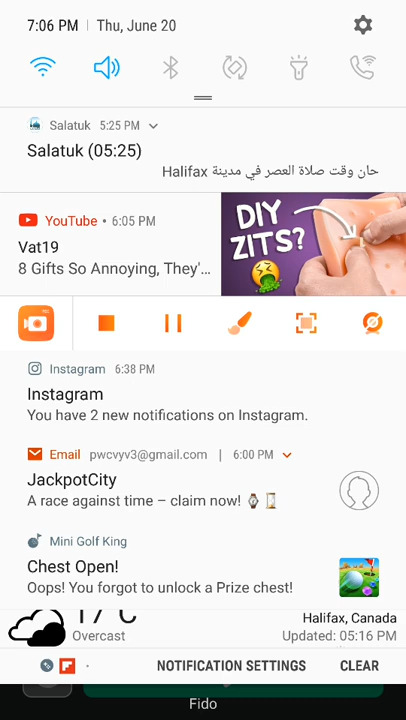 7:06 PM | Thu, June 20
Salatuk 5:25 PM
Salatuk (05:25)
حان وقت صلاة العصر في مدينة Halifax
YouTube • 6:05 PM
Vat19
8 Gifts So Annoying, They'...
DIY
ZITS?
Instagram 6:38 PM
Instagram
You have 2 new notifications on Instagram.
Email pwcvyv3@gmail.com | 6:00 PM
JackpotCity
A race against time – claim now! ⌚ ⏳
Mini Golf King
Chest Open!
Oops! You forgot to unlock a Prize chest!
17°C
Overcast
Halifax, Canada
Updated: 05:16 PM
NOTIFICATION SETTINGS CLEAR
Fido